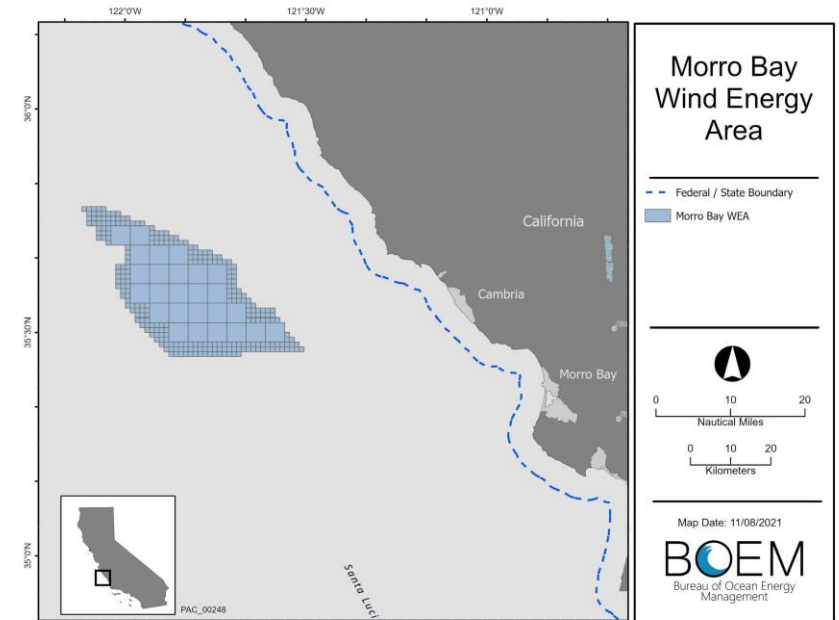 122°0'W
121°30'W
121°0'W
36°0'N
35°30'N
35°0'N
California
Cambria
Morro Bay
Santa Luci
PAC_00248
Morro Bay
Wind Energy
Area
Federal / State Boundary
Morro Bay WEA
0 10 20
Nautical Miles
0 10 20
Kilometers
Map Date: 11/08/2021
BOEM
Bureau of Ocean Energy
Management